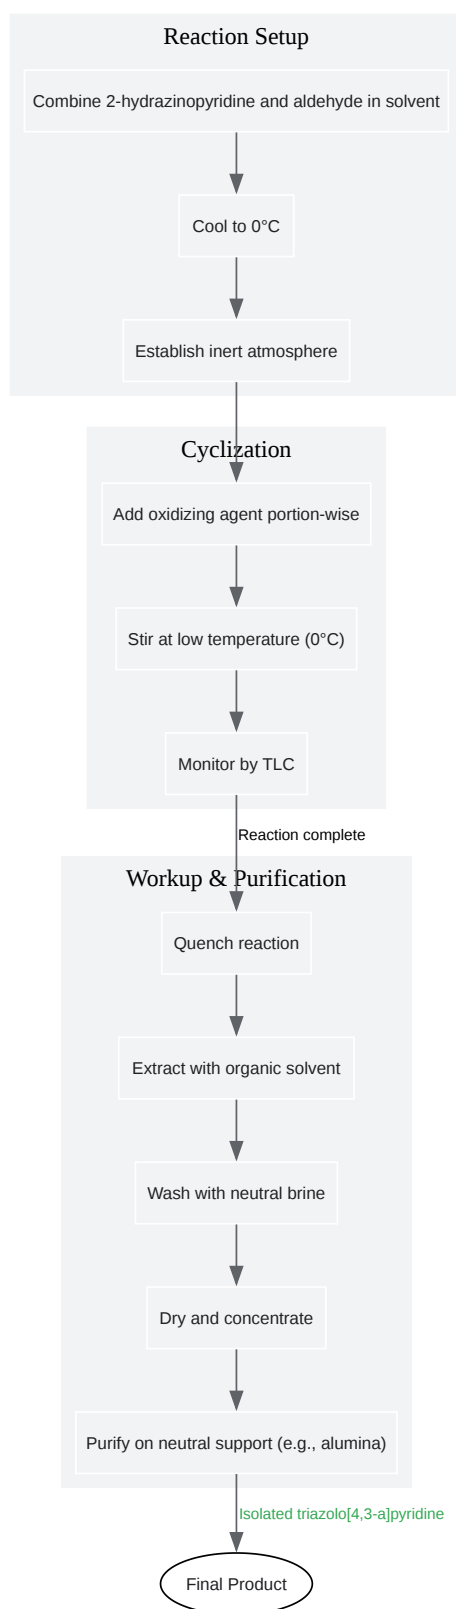 Reaction Setup
Combine 2-hydrazinopyridine and aldehyde in solvent
Cool to 0°C
Establish inert atmosphere
Cyclization
Add oxidizing agent portion-wise
Stir at low temperature (0°C)
Monitor by TLC
Reaction complete
Workup & Purification
Quench reaction
Extract with organic solvent
Wash with neutral brine
Dry and concentrate
Purify on neutral support (e.g., alumina)
Isolated triazolo[4,3-a]pyridine
Final Product